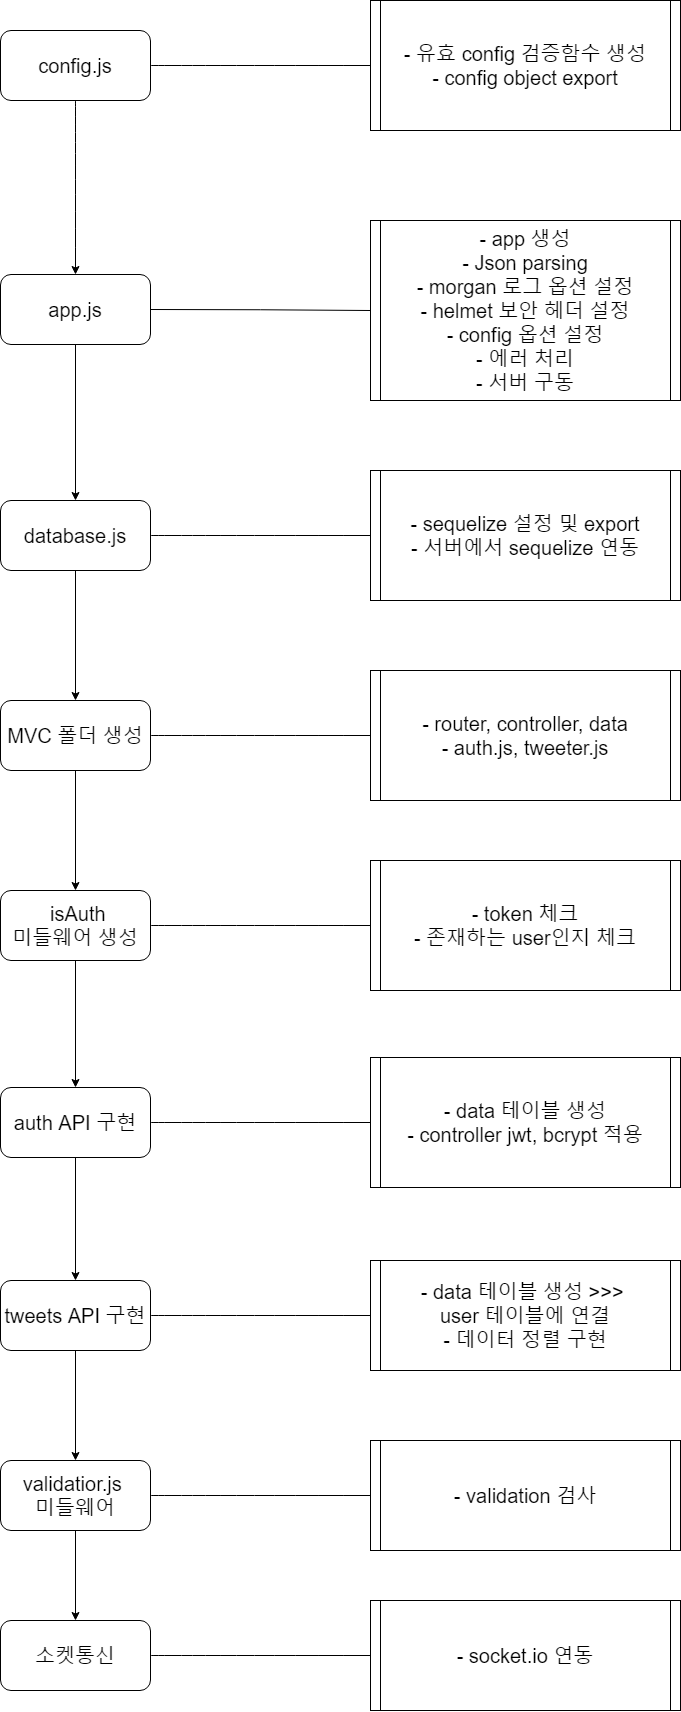 config.js
- 유효 config 검증함수 생성
- config object export
app.js
- app 생성
- Json parsing
- morgan 로그 옵션 설정
- helmet 보안 헤더 설정
- config 옵션 설정
- 에러 처리
- 서버 구동
database.js
- sequelize 설정 및 export
- 서버에서 sequelize 연동
MVC 폴더 생성
- router, controller, data
- auth.js, tweeter.js
isAuth
미들웨어 생성
- token 체크
- 존재하는 user인지 체크
auth API 구현
- data 테이블 생성
- controller jwt, bcrypt 적용
tweets API 구현
- data 테이블 생성 >>>
user 테이블에 연결
- 데이터 정렬 구현
validatior.js
미들웨어
- validation 검사
소켓통신
- socket.io 연동